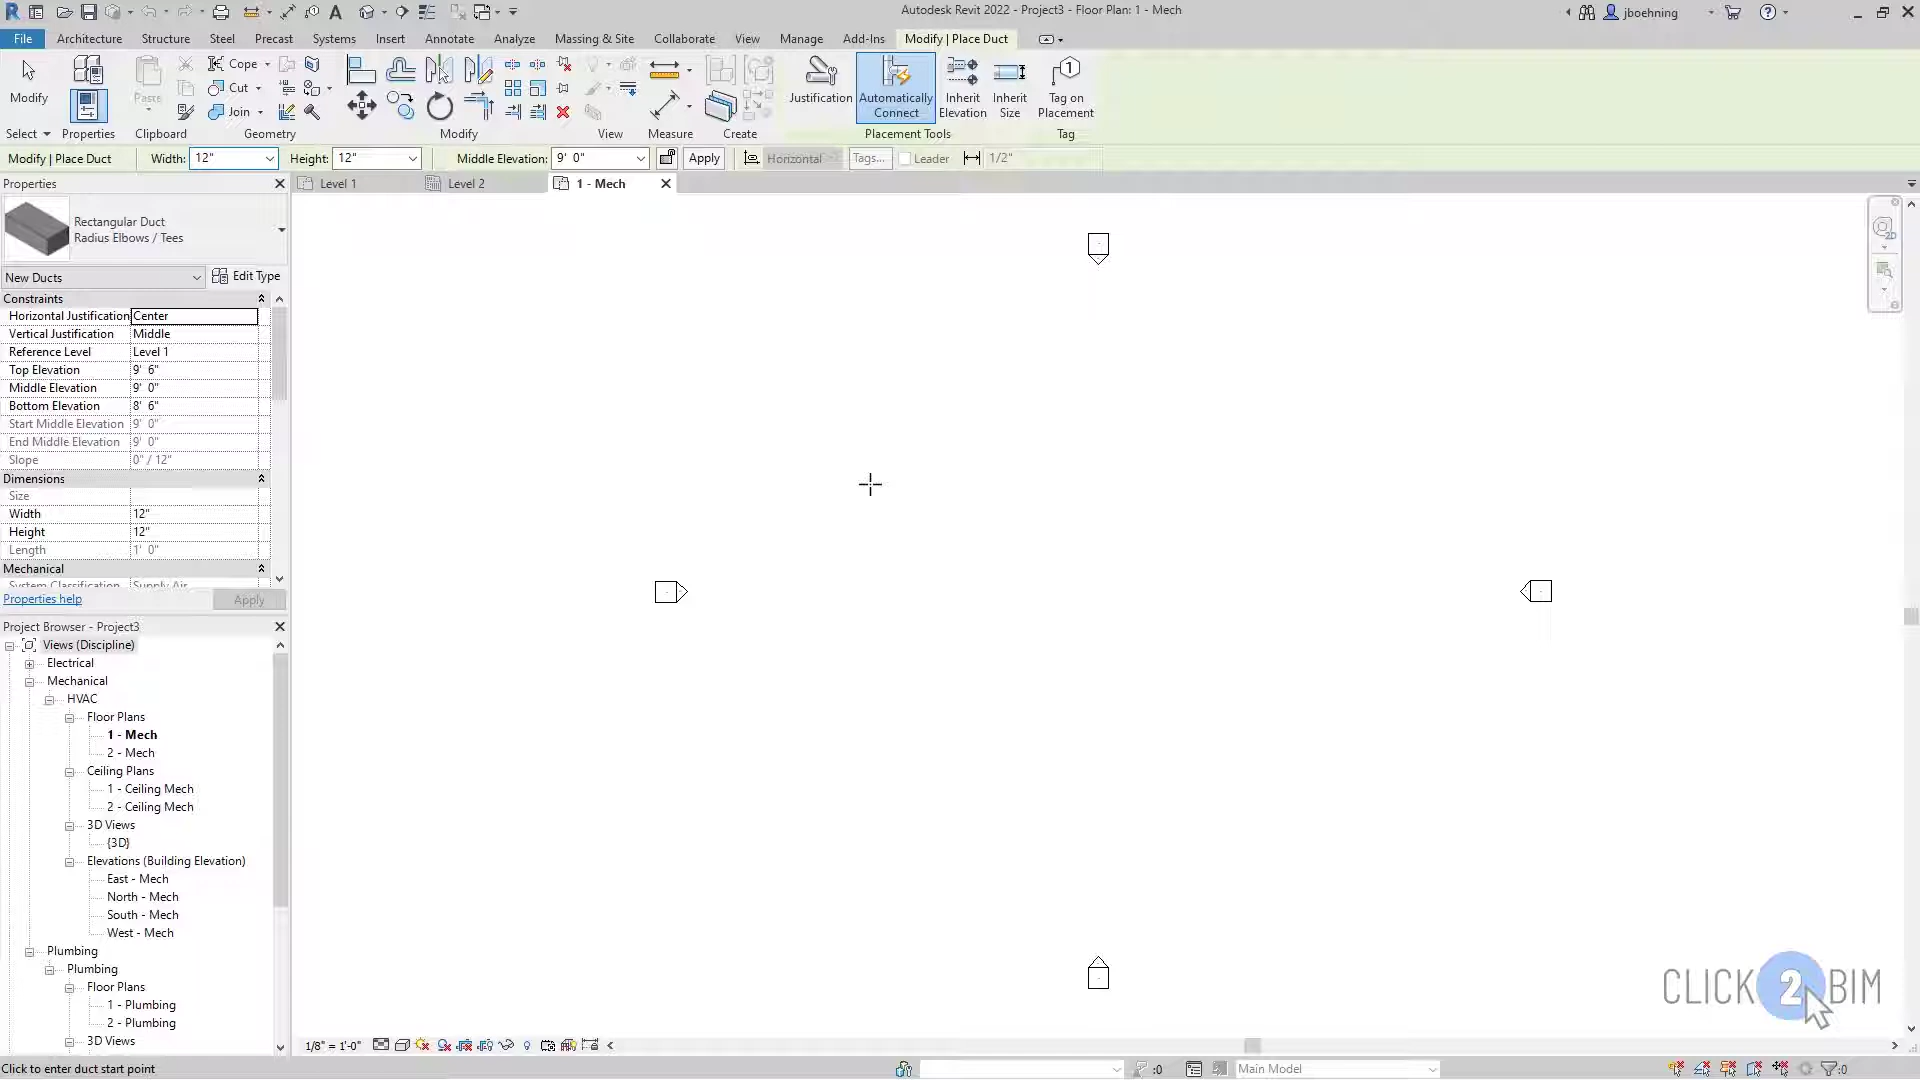 Autodesk Revit 2022 - Project3 - Floor Plan: 1 - Mech
jboehning
File Architecture Structure Steel Precast Systems Insert Annotate Analyze Massing & Site Collaborate View Manage Add-Ins Modify | Place Duct
Modify
Paste
Cope
Cut
Join
Justification
Automatically Connect
Inherit Elevation
Inherit Size
Tag on Placement
Select Properties Clipboard Geometry Modify View Measure Create Placement Tools Tag
Modify | Place Duct Width: 12" Height: 12" Middle Elevation: 9' 0" Apply Horizontal Tags... Leader 1/2"
Properties
Level 1 Level 2 1 - Mech
Rectangular Duct
Radius Elbows / Tees
New Ducts Edit Type
Constraints
Horizontal Justification Center
Vertical Justification Middle
Reference Level Level 1
Top Elevation 9' 6"
Middle Elevation 9' 0"
Bottom Elevation 8' 6"
Start Middle Elevation 9' 0"
End Middle Elevation 9' 0"
Slope 0" / 12"
Dimensions
Size
Width 12"
Height 12"
Length 1' 0"
Mechanical
System Classification Supply Air
Properties help Apply
Project Browser - Project3
Views (Discipline)
Electrical
Mechanical
HVAC
Floor Plans
1 - Mech
2 - Mech
Ceiling Plans
1 - Ceiling Mech
2 - Ceiling Mech
3D Views
{3D}
Elevations (Building Elevation)
East - Mech
North - Mech
South - Mech
West - Mech
Plumbing
Plumbing
Floor Plans
1 - Plumbing
2 - Plumbing
3D Views
CLICK 2 BIM
1/8" = 1'-0"
Click to enter duct start point :0 Main Model :0